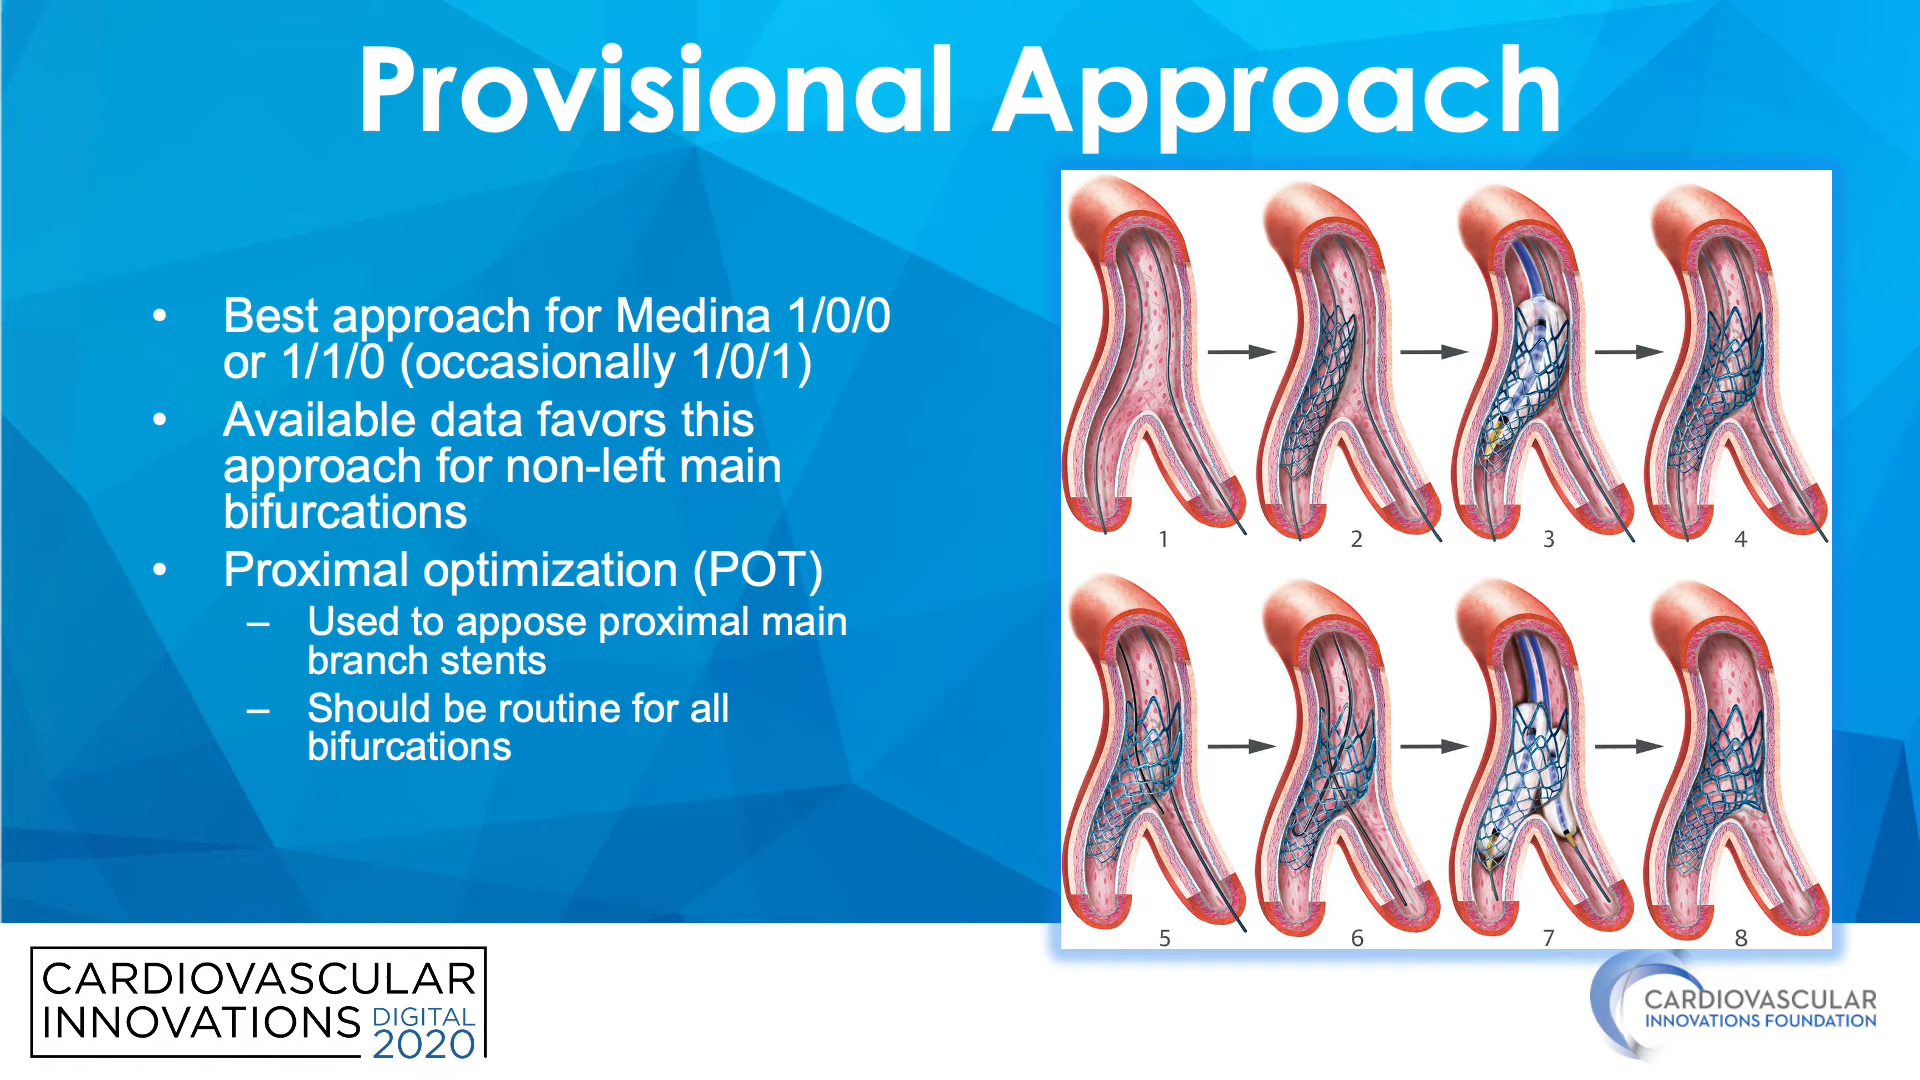 Provisional Approach
• Best approach for Medina 1/0/0
or 1/1/0 (occasionally 1/0/1)
• Available data favors this
approach for non-left main
bifurcations
• Proximal optimization (POT)
– Used to appose proximal main
branch stents
– Should be routine for all
bifurcations
1 2 3 4
5 6 7 8
CARDIOVASCULAR
INNOVATIONS DIGITAL
2020
CARDIOVASCULAR
INNOVATIONS FOUNDATION